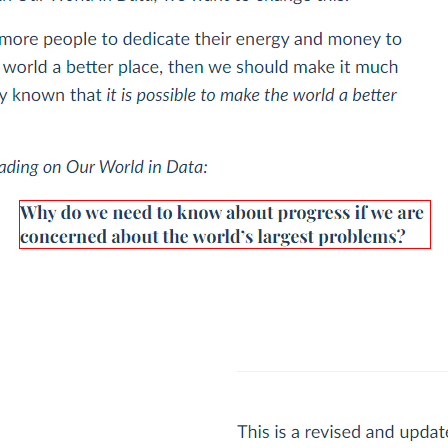 more people to dedicate their energy and money to
world a better place, then we should make it much
known that it is possible to make the world a better
on Our World in Data:
Why do we need to know about progress if we are
concerned about the world's largest problems?
This is a revised and